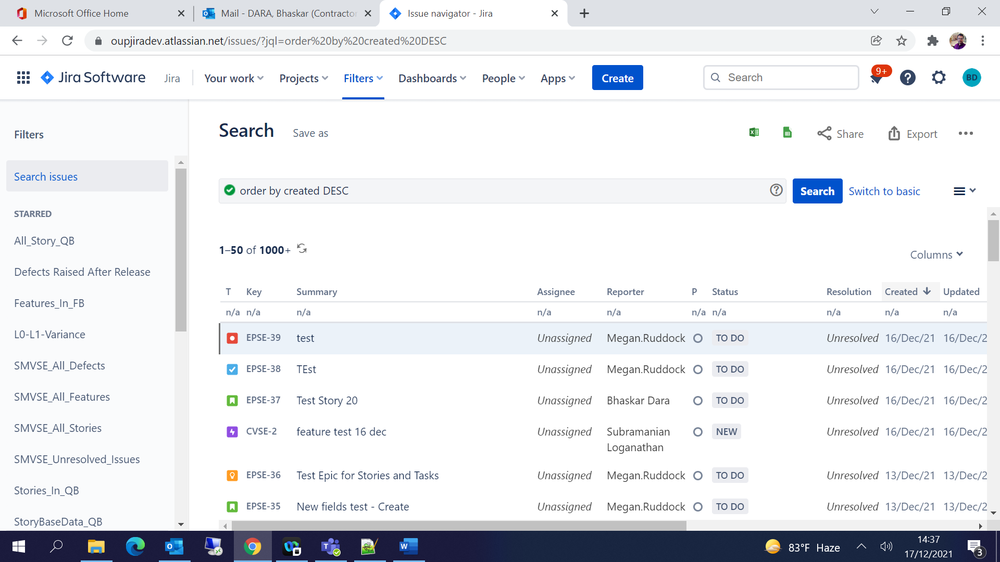 Microsoft Office Home
Mail - DARA, Bhaskar (Contractor
Issue navigator - Jira
oupjiradev.atlassian.net/issues/?jql=order%20by%20created%20DESC
Jira Software
Jira
Your work
Projects
Filters
Dashboards
People
Apps
Create
Search
9+
BD
Filters
Search issues
STARRED
All_Story_QB
Defects Raised After Release
Features_In_FB
L0-L1-Variance
SMVSE_All_Defects
SMVSE_All_Features
SMVSE_All_Stories
SMVSE_Unresolved_Issues
Stories_In_QB
StoryBaseData_QB
Search Save as
Share
Export
order by created DESC
Search
Switch to basic
1–50 of 1000+
Columns
T Key Summary Assignee Reporter P Status Resolution Created Updated
n/a n/a n/a n/a n/a n/a n/a n/a n/a n/a
EPSE-39 test Unassigned Megan.Ruddock TO DO Unresolved 16/Dec/21 16/Dec/2
EPSE-38 TEst Unassigned Megan.Ruddock TO DO Unresolved 16/Dec/21 16/Dec/2
EPSE-37 Test Story 20 Unassigned Bhaskar Dara TO DO Unresolved 16/Dec/21 16/Dec/2
CVSE-2 feature test 16 dec Unassigned Subramanian NEW Unresolved 16/Dec/21 16/Dec/2
Loganathan
EPSE-36 Test Epic for Stories and Tasks Unassigned Megan.Ruddock TO DO Unresolved 13/Dec/21 13/Dec/2
EPSE-35 New fields test - Create Unassigned Megan.Ruddock TO DO Unresolved 13/Dec/21 13/Dec/2
83°F Haze
14:37
17/12/2021
3